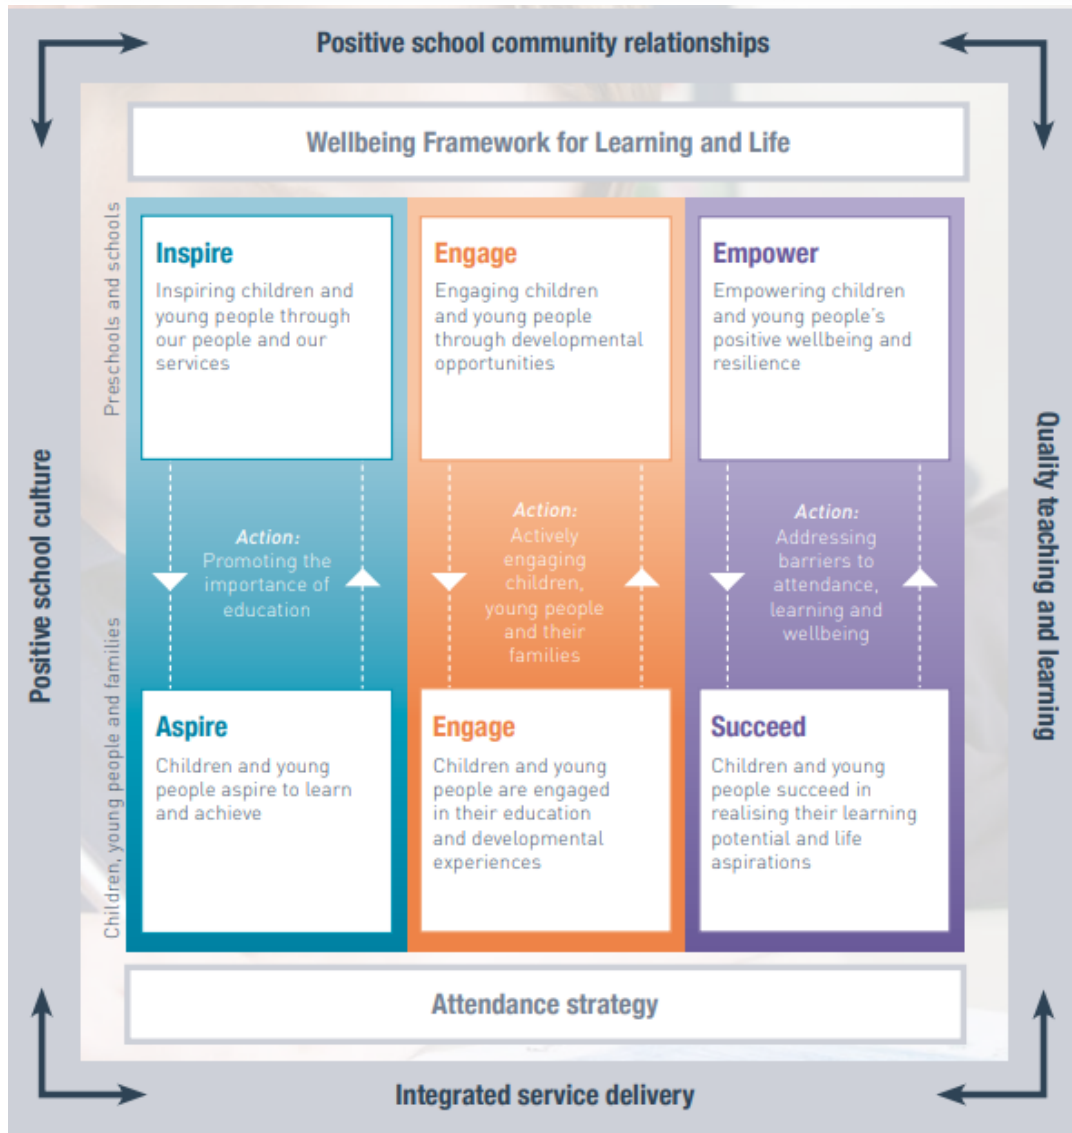 Positive school community relationships
Wellbeing Framework for Learning and Life
Preschools and schools
Inspire
Inspiring children and
young people through
our people and our
services
Engage
Engaging children
and young people
through developmental
opportunities
Empower
Empowering children
and young people's
positive wellbeing and
resilience
Positive school culture
Quality teaching and learning
Action:
Promoting the
importance of
education
Action:
Actively
engaging
children,
young people
and their
families
Action:
Addressing
barriers to
attendance,
learning and
wellbeing
Children, young people and families
Aspire
Children and young
people aspire to learn
and achieve
Engage
Children and young
people are engaged
in their education
and developmental
experiences
Succeed
Children and young
people succeed in
realising their learning
potential and life
aspirations
Attendance strategy
Integrated service delivery